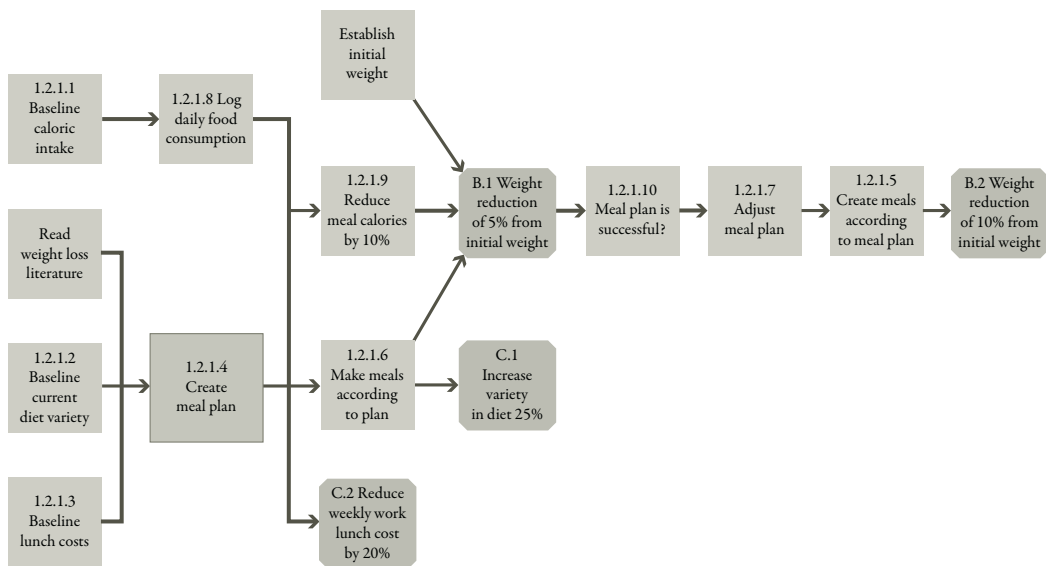 Establish
initial
weight
1.2.1.1
Baseline
caloric
intake
1.2.1.8 Log
daily food
consumption
1.2.1.9
Reduce
meal calories
by 10%
B.1 Weight
reduction
of 5% from
initial weight
1.2.1.10
Meal plan is
successful?
1.2.1.7
Adjust
meal plan
1.2.1.5
Create meals
according
to meal plan
B.2 Weight
reduction
of 10% from
initial weight
Read
weight loss
literature
1.2.1.2
Baseline
current
diet variety
1.2.1.4
Create
meal plan
1.2.1.6
Make meals
according
to plan
C.1
Increase
variety
in diet 25%
1.2.1.3
Baseline
lunch costs
C.2 Reduce
weekly work
lunch cost
by 20%